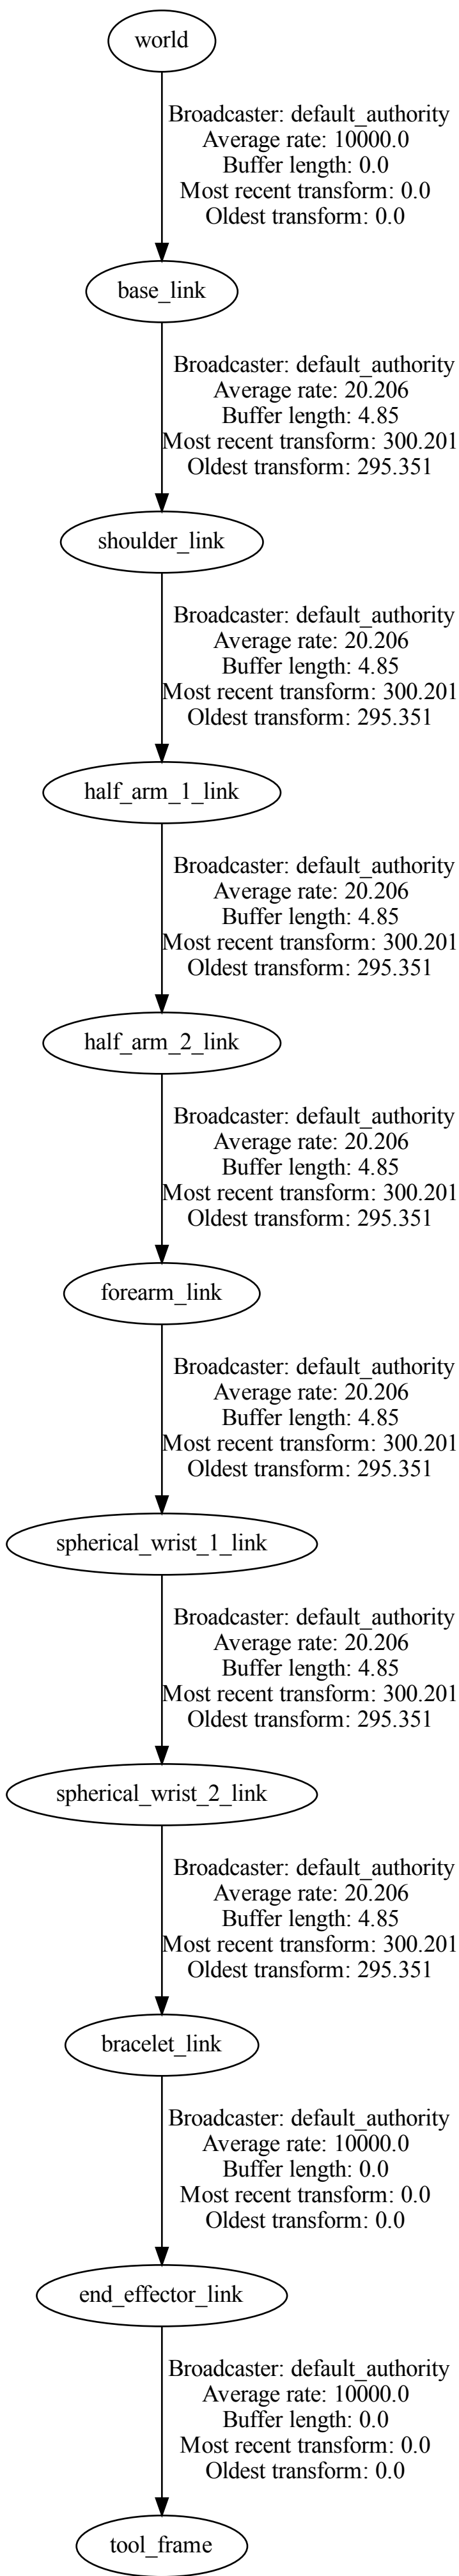 world
Broadcaster: default_authority
Average rate: 10000.0
Buffer length: 0.0
Most recent transform: 0.0
Oldest transform: 0.0
base_link
Broadcaster: default_authority
Average rate: 20.206
Buffer length: 4.85
Most recent transform: 300.201
Oldest transform: 295.351
shoulder_link
Broadcaster: default_authority
Average rate: 20.206
Buffer length: 4.85
Most recent transform: 300.201
Oldest transform: 295.351
half_arm_1_link
Broadcaster: default_authority
Average rate: 20.206
Buffer length: 4.85
Most recent transform: 300.201
Oldest transform: 295.351
half_arm_2_link
Broadcaster: default_authority
Average rate: 20.206
Buffer length: 4.85
Most recent transform: 300.201
Oldest transform: 295.351
forearm_link
Broadcaster: default_authority
Average rate: 20.206
Buffer length: 4.85
Most recent transform: 300.201
Oldest transform: 295.351
spherical_wrist_1_link
Broadcaster: default_authority
Average rate: 20.206
Buffer length: 4.85
Most recent transform: 300.201
Oldest transform: 295.351
spherical_wrist_2_link
Broadcaster: default_authority
Average rate: 20.206
Buffer length: 4.85
Most recent transform: 300.201
Oldest transform: 295.351
bracelet_link
Broadcaster: default_authority
Average rate: 10000.0
Buffer length: 0.0
Most recent transform: 0.0
Oldest transform: 0.0
end_effector_link
Broadcaster: default_authority
Average rate: 10000.0
Buffer length: 0.0
Most recent transform: 0.0
Oldest transform: 0.0
tool_frame